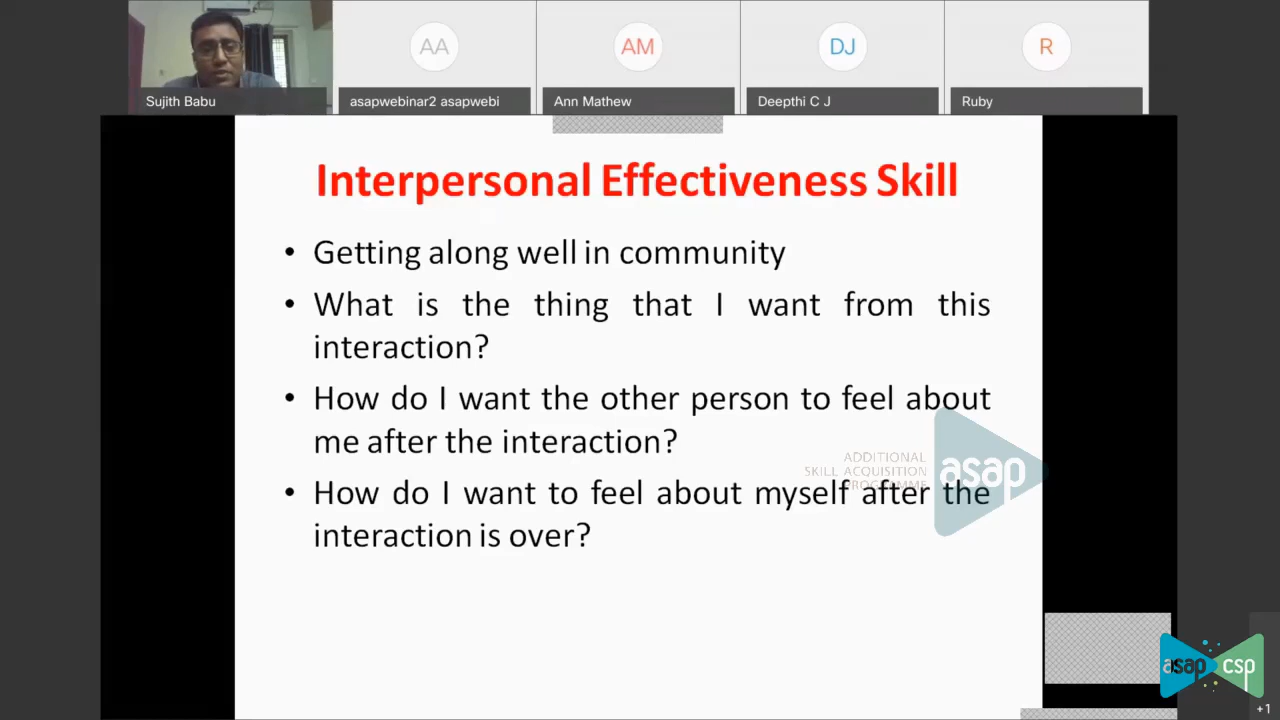 AA
AM
DJ
R
Sujith Babu
asapwebinar2 asapwebi
Ann Mathew
Deepthi C J
Ruby
Interpersonal Effectiveness Skill
• Getting along well in community
• What is the thing that I want from this
interaction?
• How do I want the other person to feel about
me after the interaction?
ADDITIONAL
SKILL ACQUISITION
PROGRAMME
asap
• How do I want to feel about myself after the
interaction is over?
asap csp
+1